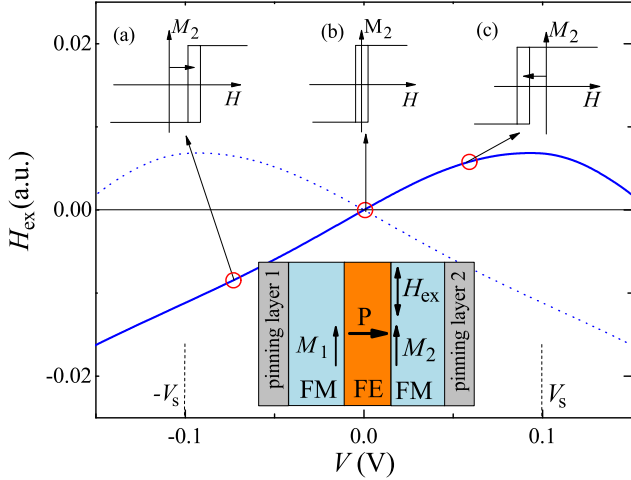 (a)
M2
H
(b)
M2
H
(c)
M2
H
0.02
0.00
-0.02
Hex(a.u.)
pinning layer 1
M1
FM
P
FE
Hex
M2
FM
pinning layer 2
-Vs
Vs
-0.1
0.0
0.1
V (V)